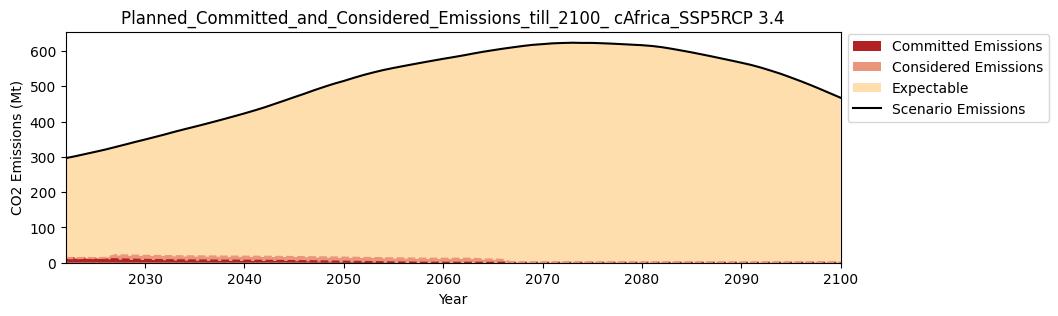 Planned_Committed_and_Considered_Emissions_till_2100_ cAfrica_SSP5RCP 3.4
CO2 Emissions (Mt)
600
500
400
300
200
100
0
2030 2040 2050 2060 2070 2080 2090 2100
Year
Committed Emissions
Considered Emissions
Expectable
Scenario Emissions